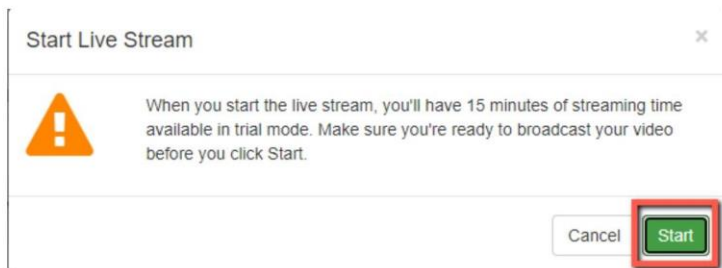 Start Live Stream
×
When you start the live stream, you'll have 15 minutes of streaming time
available in trial mode. Make sure you're ready to broadcast your video
before you click Start.
Cancel Start